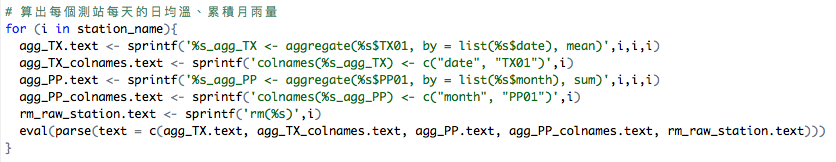 # 算出每個測站每天的日均溫、累積月雨量
for (i in station_name){
  agg_TX.text <- sprintf('%s_agg_TX <- aggregate(%s$TX01, by = list(%s$date), mean)',i,i,i)
  agg_TX_colnames.text <- sprintf('colnames(%s_agg_TX) <- c("date", "TX01")',i)
  agg_PP.text <- sprintf('%s_agg_PP <- aggregate(%s$PP01, by = list(%s$month), sum)',i,i,i)
  agg_PP_colnames.text <- sprintf('colnames(%s_agg_PP) <- c("month", "PP01")',i)
  rm_raw_station.text <- sprintf('rm(%s)',i)
  eval(parse(text = c(agg_TX.text, agg_TX_colnames.text, agg_PP.text, agg_PP_colnames.text, rm_raw_station.text)))
}